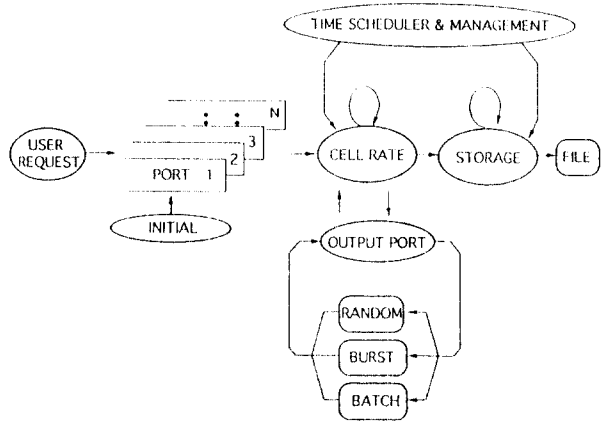 TIME SCHEDULER & MANAGEMENT
N
3
2
PORT 1
USER
REQUEST
INITIAL
CELL RATE
STORAGE
FILE
OUTPUT PORT
RANDOM
BURST
BATCH